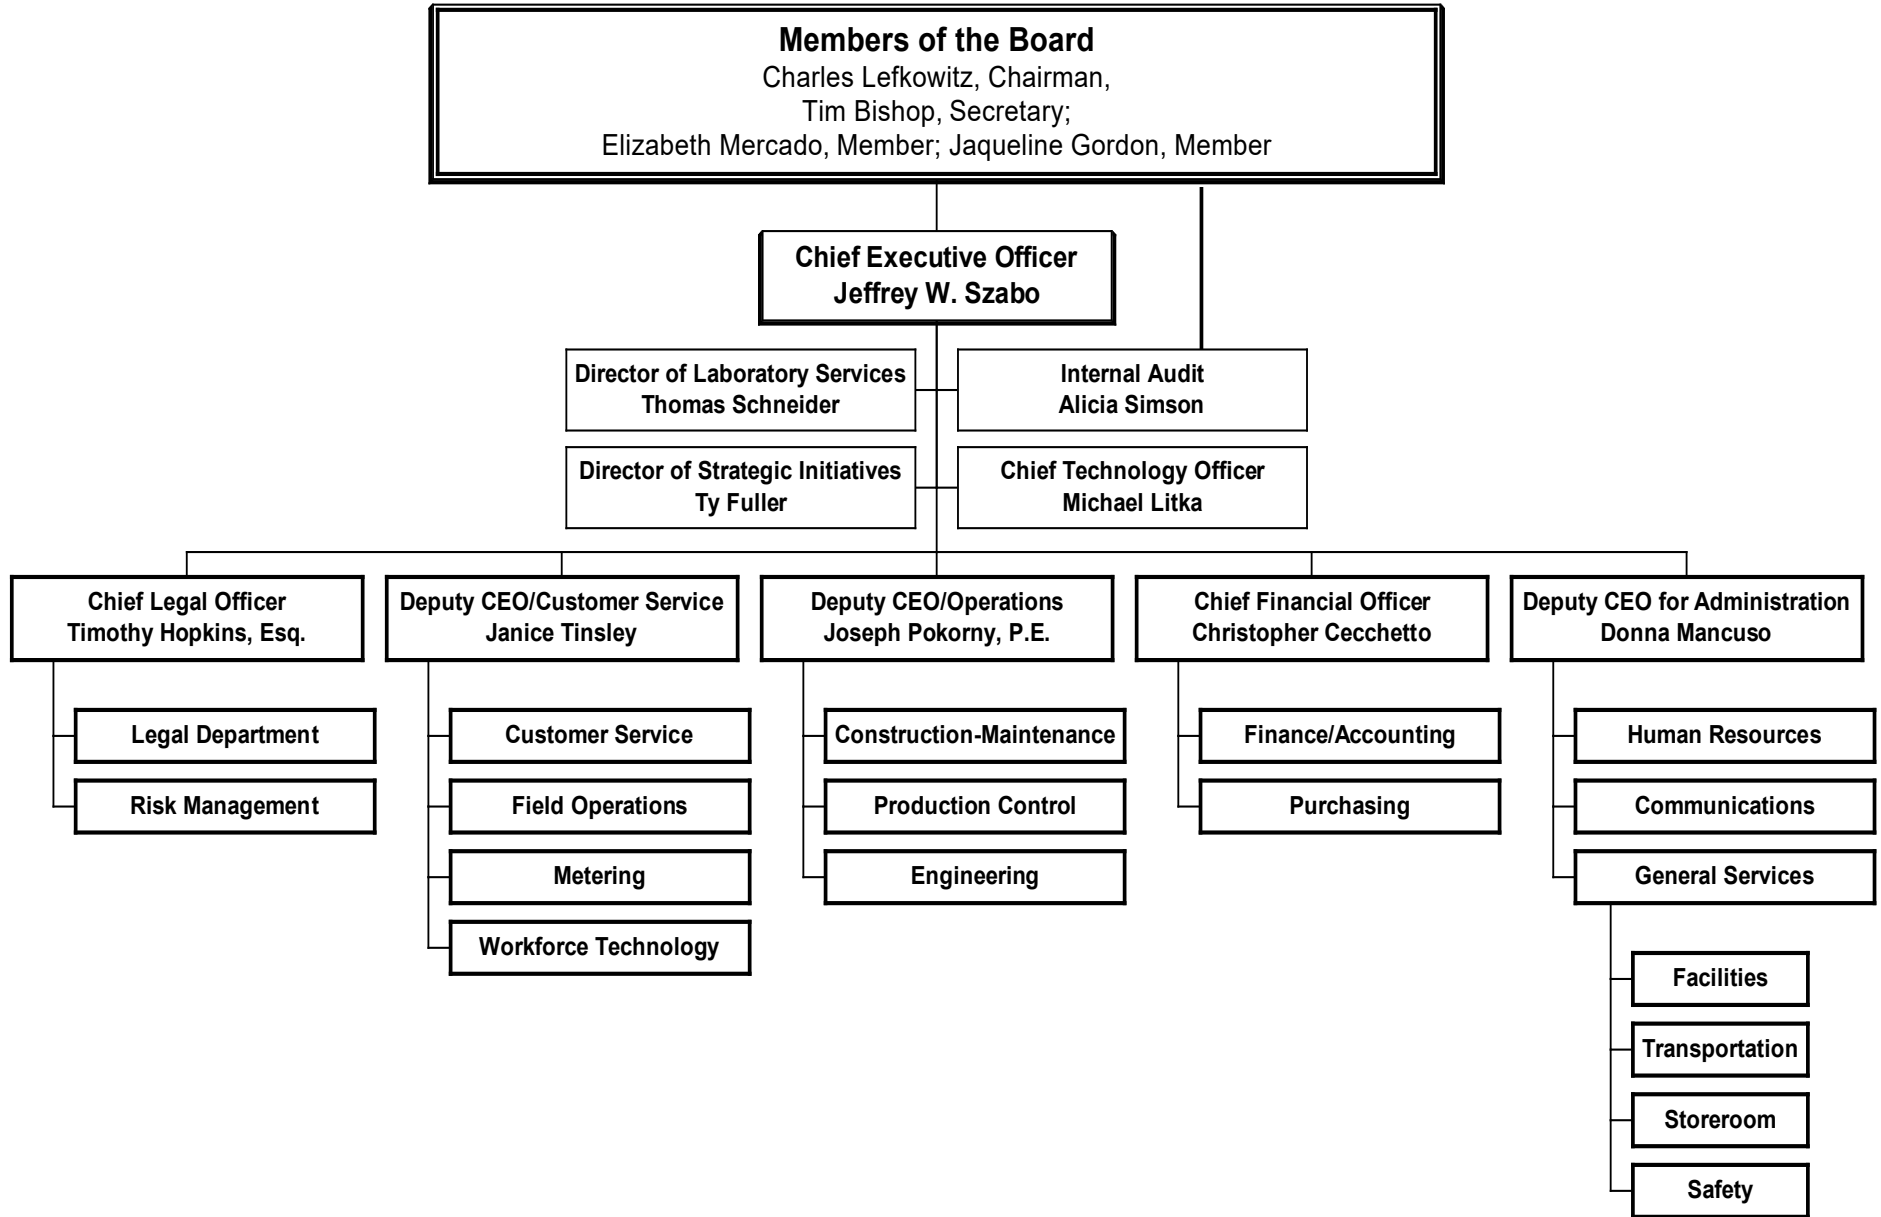 Members of the Board
Charles Lefkowitz, Chairman,
Tim Bishop, Secretary;
Elizabeth Mercado, Member; Jaqueline Gordon, Member
Chief Executive Officer
Jeffrey W. Szabo
Director of Laboratory Services
Thomas Schneider
Internal Audit
Alicia Simson
Director of Strategic Initiatives
Ty Fuller
Chief Technology Officer
Michael Litka
Chief Legal Officer
Timothy Hopkins, Esq.
Legal Department
Risk Management
Deputy CEO/Customer Service
Janice Tinsley
Customer Service
Field Operations
Metering
Workforce Technology
Deputy CEO/Operations
Joseph Pokorny, P.E.
Construction-Maintenance
Production Control
Engineering
Chief Financial Officer
Christopher Cecchetto
Finance/Accounting
Purchasing
Deputy CEO for Administration
Donna Mancuso
Human Resources
Communications
General Services
Facilities
Transportation
Storeroom
Safety